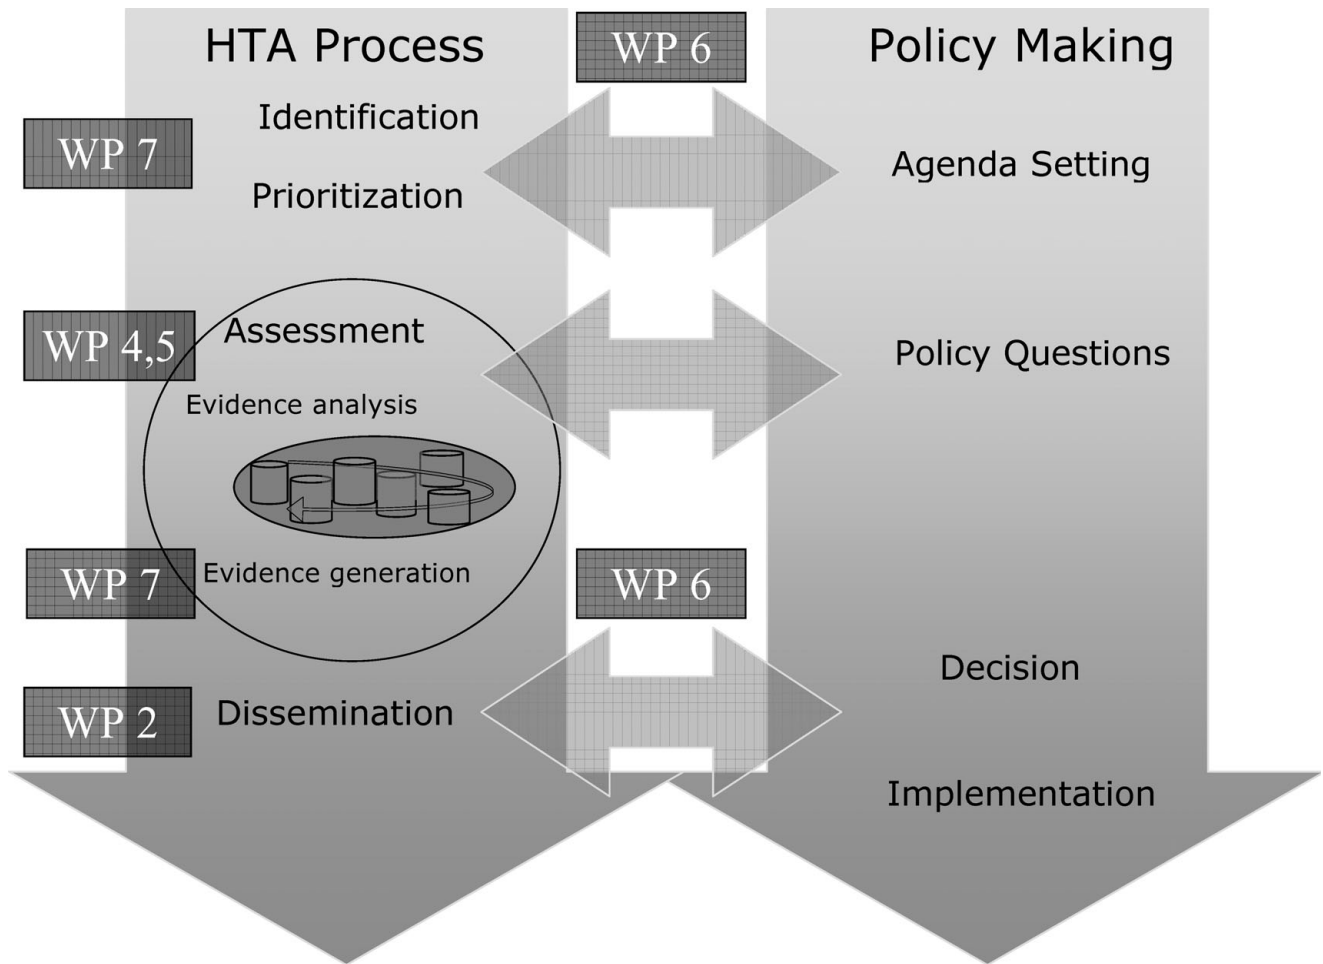 HTA Process
WP 6
Policy Making
Identification
WP 7
Agenda Setting
Prioritization
Assessment
WP 4,5
Policy Questions
Evidence analysis
Evidence generation
WP 7
WP 6
Decision
WP 2
Dissemination
Implementation